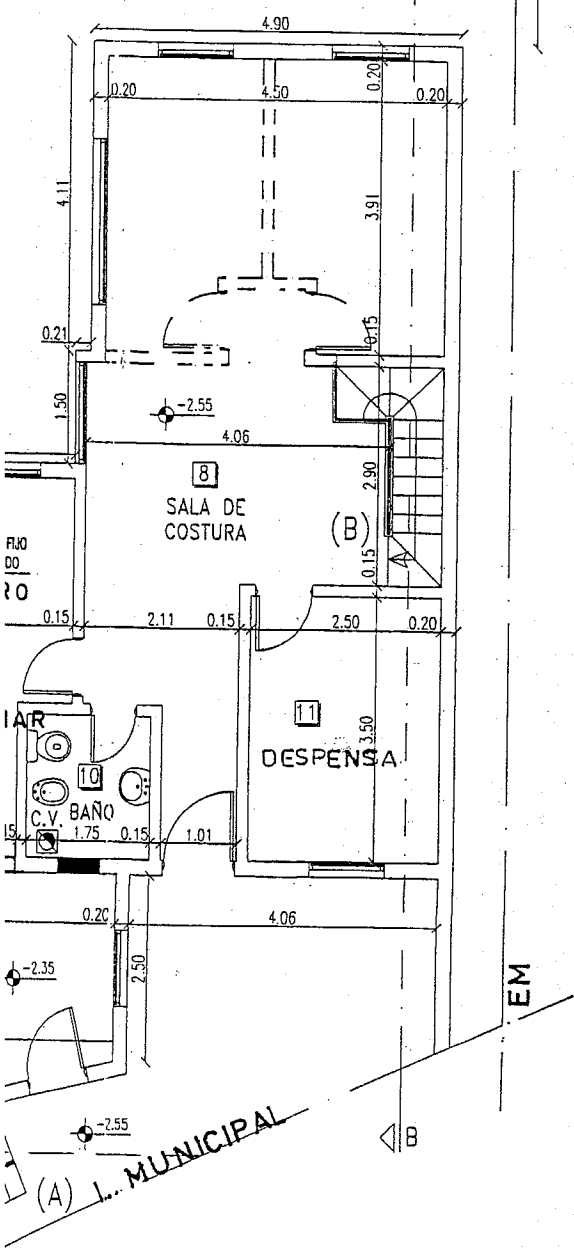 4.90
0.20
0.20
4.50
0.20
4.11
3.91
0.21
0.15
1.50
-2.55
4.06
8
SALA DE
COSTURA
(B)
2.90
FIJO
DO
RO
0.15
0.15
2.11
0.15
2.50
0.20
IAR
11
3.50
DESPENSA
10
C.V. BAÑO
15
1.75
0.15
1.01
0.20
4.06
-2.35
2.50
EM
-2.55
L. MUNICIPAL
B
(A)